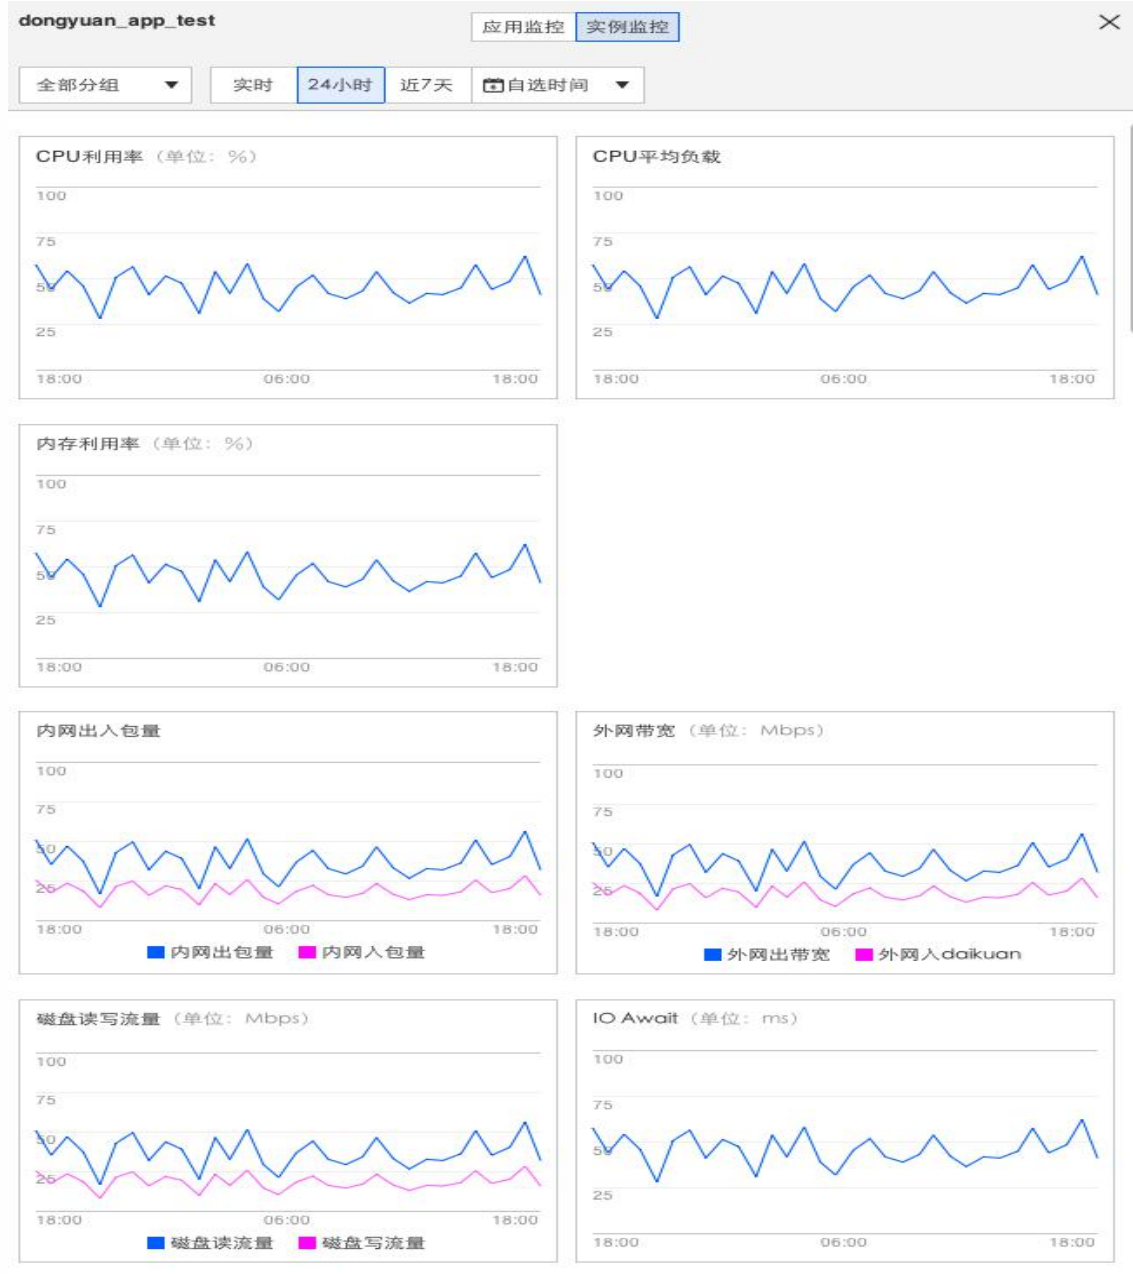 dongyuan_app_test
应用监控 实例监控
全部分组 实时 24小时 近7天 自选时间
CPU利用率（单位：%）
100
75
50
25
18:00 06:00 18:00
CPU平均负载
100
75
50
25
18:00 06:00 18:00
内存利用率（单位：%）
100
75
50
25
18:00 06:00 18:00
内网出入包量
100
75
50
25
18:00 06:00 18:00
内网出包量 内网入包量
外网带宽（单位：Mbps）
100
75
50
25
18:00 06:00 18:00
外网出带宽 外网入daikuan
磁盘读写流量（单位：Mbps）
100
75
50
25
18:00 06:00 18:00
磁盘读流量 磁盘写流量
IO Await（单位：ms）
100
75
50
25
18:00 06:00 18:00